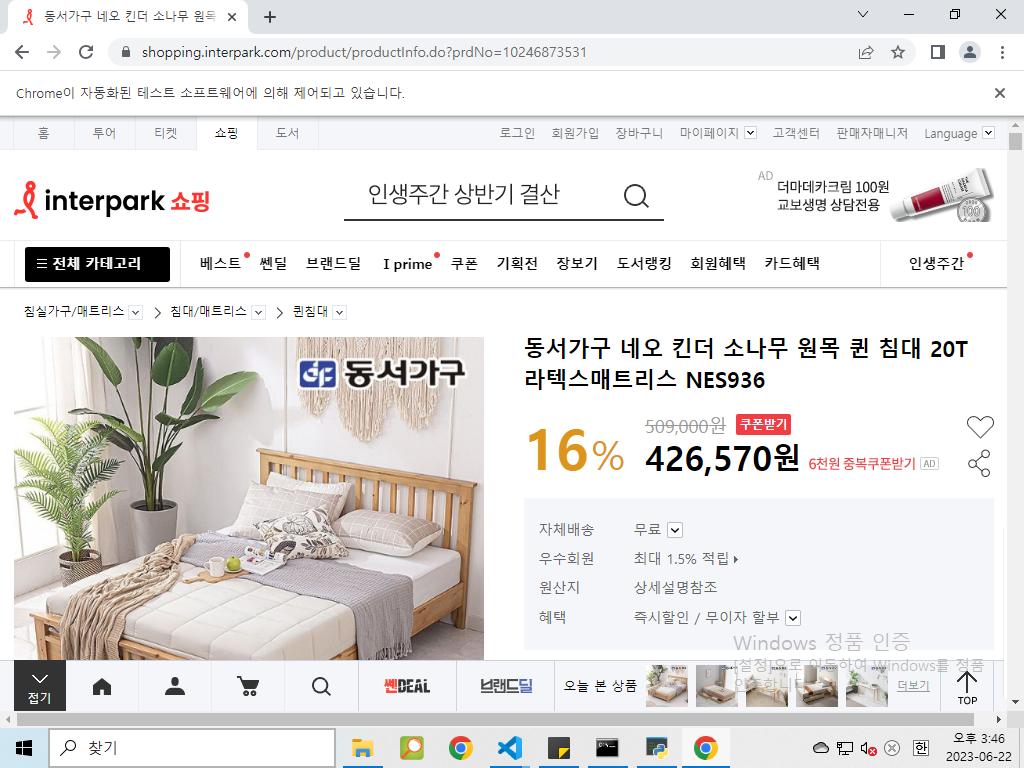 동서가구 네오 킨더 소나무 원목
shopping.interpark.com/product/productInfo.do?prdNo=10246873531
Chrome이 자동화된 테스트 소프트웨어에 의해 제어되고 있습니다.
홈 투어 티켓 쇼핑 도서 로그인 회원가입 장바구니 마이페이지 고객센터 판매자매니저 Language
interpark 쇼핑
인생주간 상반기 결산
AD 더마데카크림 100원
교보생명 상담전용
전체 카테고리 베스트 쎈딜 브랜드딜 I prime 쿠폰 기획전 장보기 도서랭킹 회원혜택 카드혜택 인생주간
침실가구/매트리스 침대/매트리스 퀸침대
동서가구
동서가구 네오 킨더 소나무 원목 퀸 침대 20T
라텍스매트리스 NES936
16% 509,000원 쿠폰받기
426,570원 6천원 중복쿠폰받기 AD
자체배송 무료
우수회원 최대 1.5% 적립
원산지 상세설명참조
혜택 즉시할인 / 무이자 할부
Windows 정품 인증
[설정]으로 이동하여 Windows를 정품
인증합니다.
접기 쎈DEAL 브랜드딜 오늘 본 상품 더보기 TOP
찾기
한
오후 3:46
2023-06-22